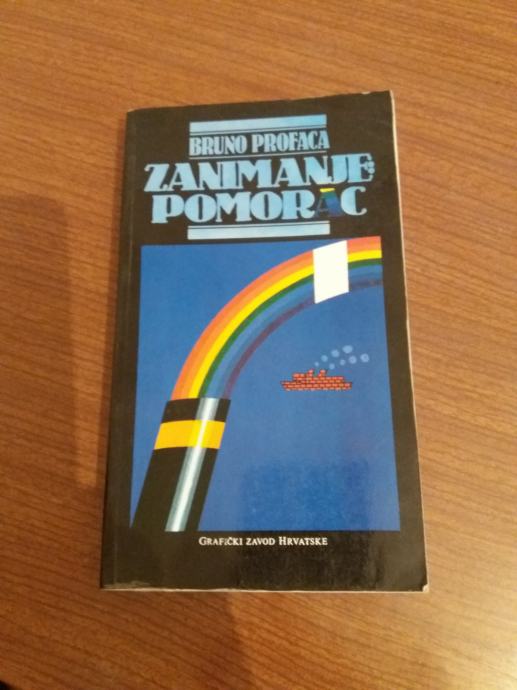 BRUNO PROFACA
ZANIMANJE:
POMORAC
GRAFIČKI ZAVOD HRVATSKE